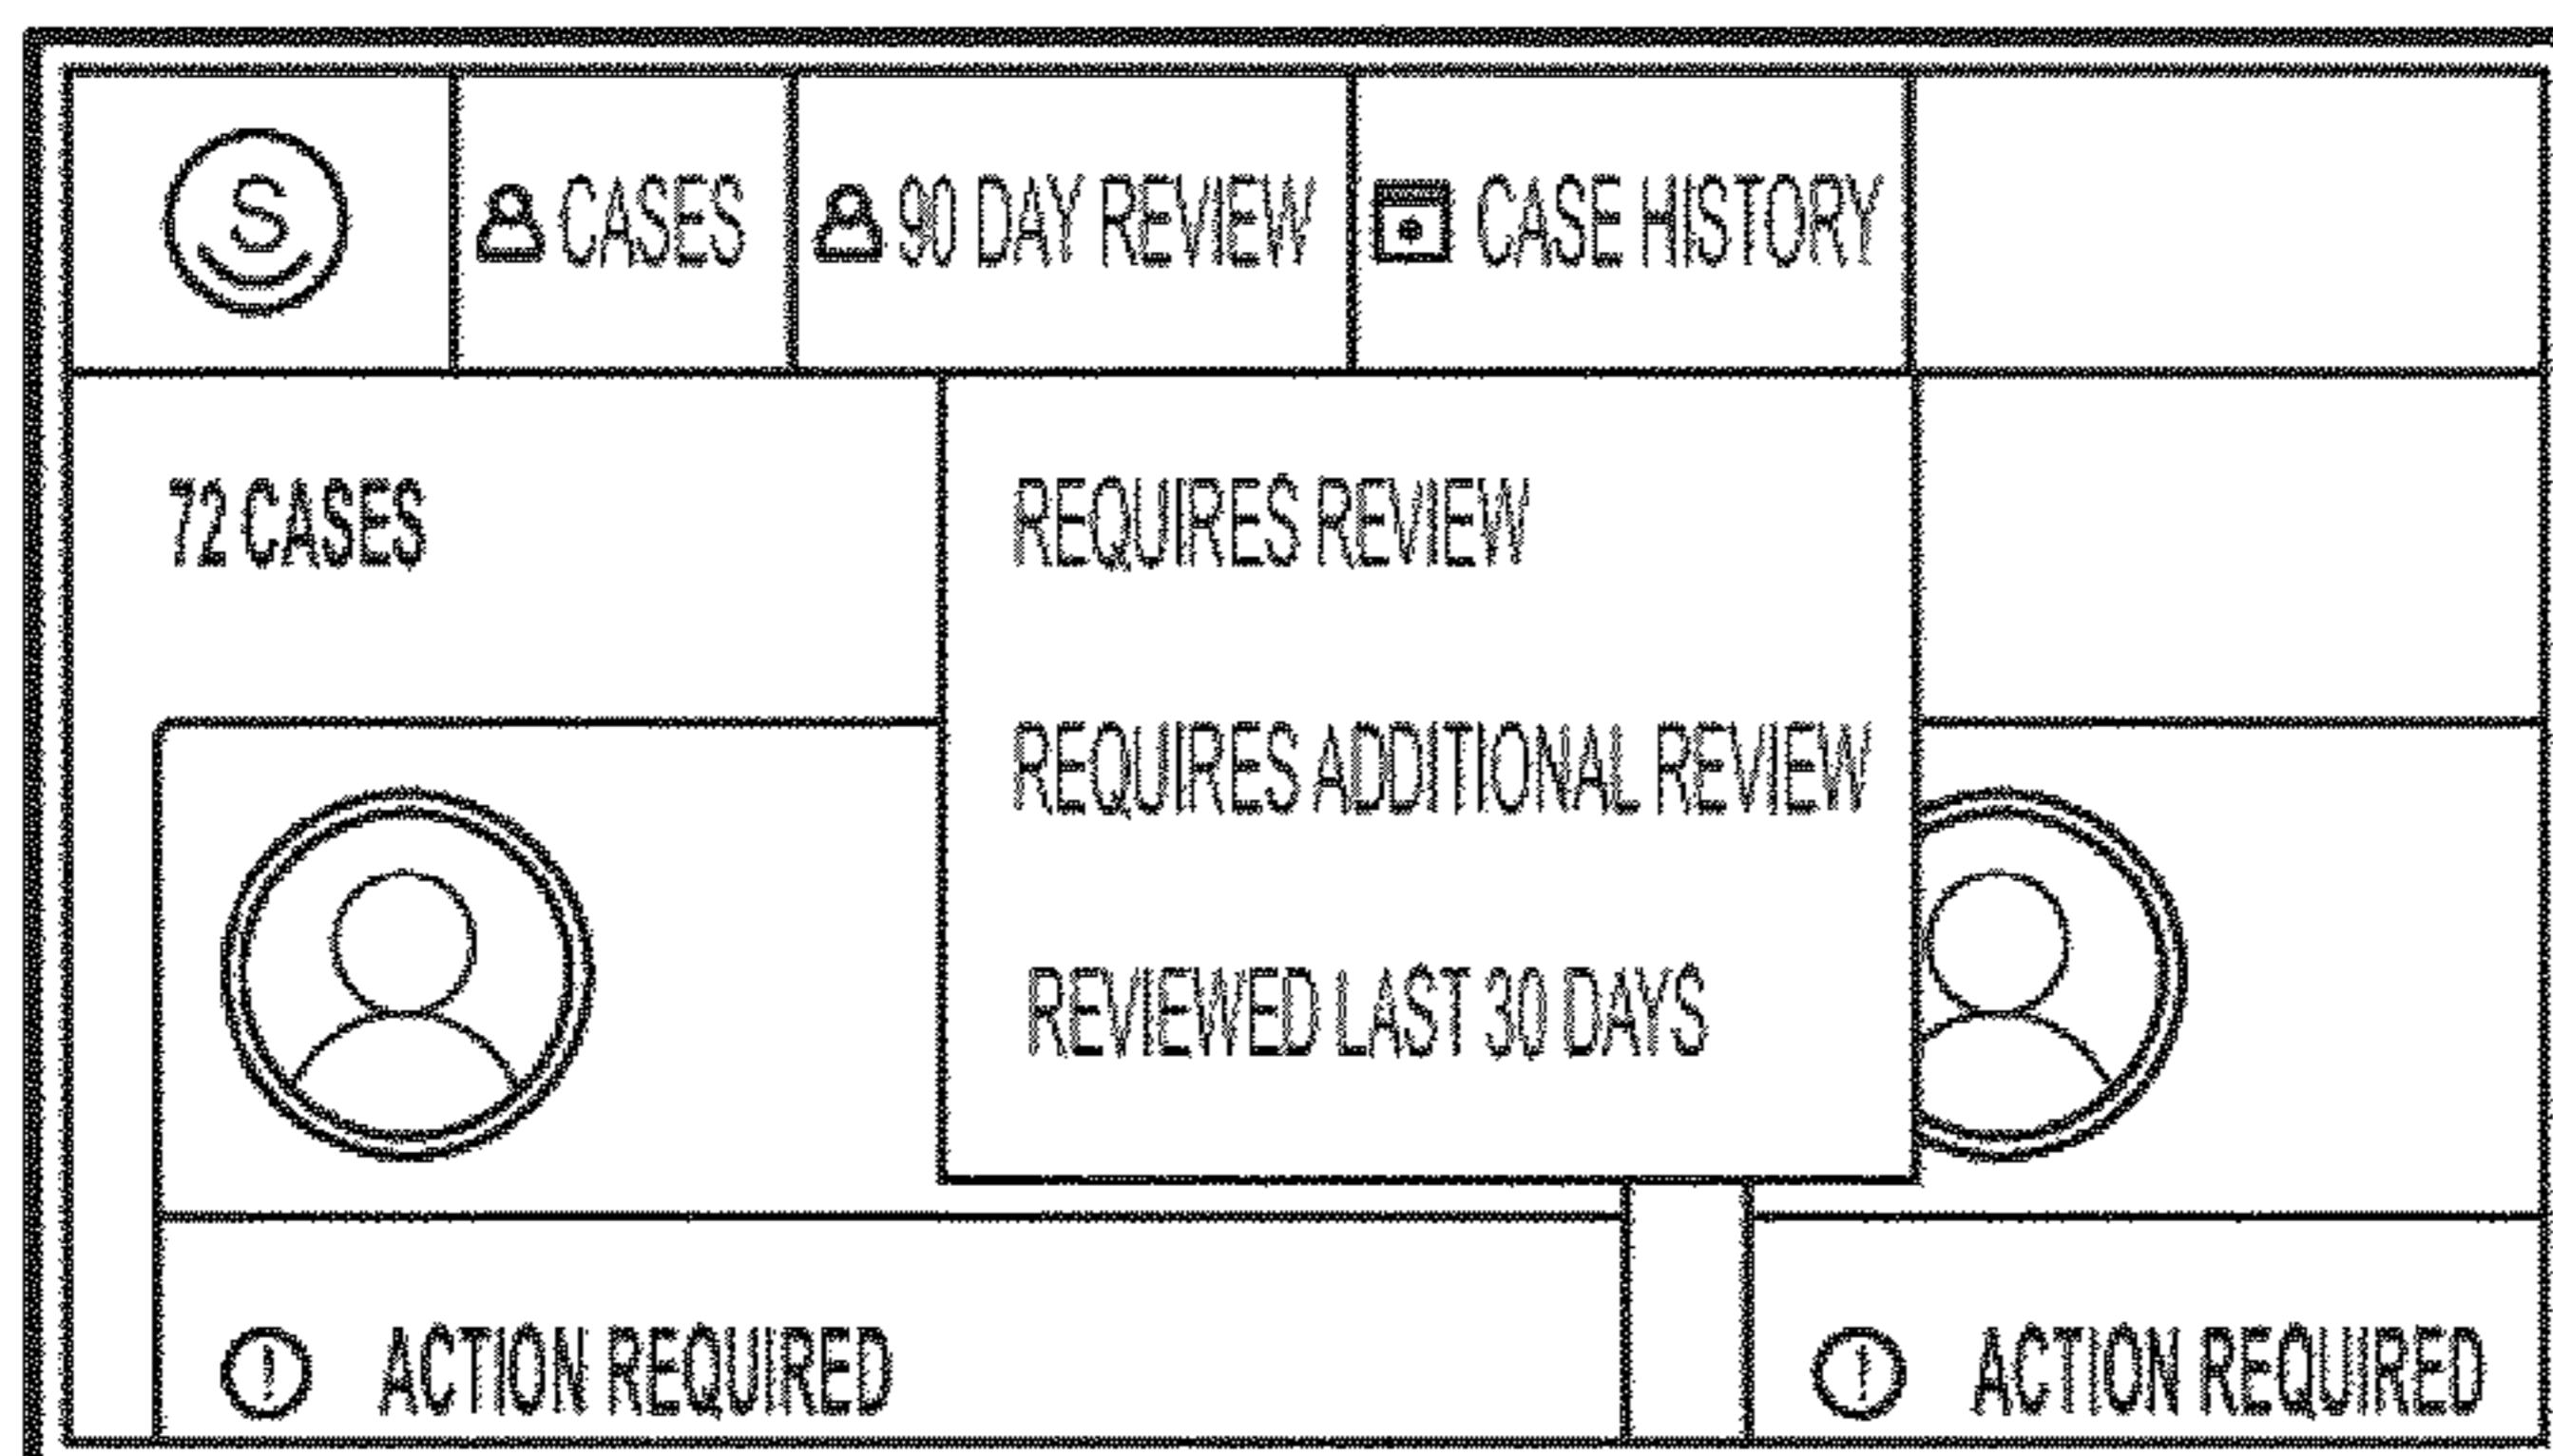 S
CASES
90 DAY REVIEW
CASE HISTORY
72 CASES
REQUIRES REVIEW
REQUIRES ADDITIONAL REVIEW
REVIEWED LAST 30 DAYS
! ACTION REQUIRED
! ACTION REQUIRED